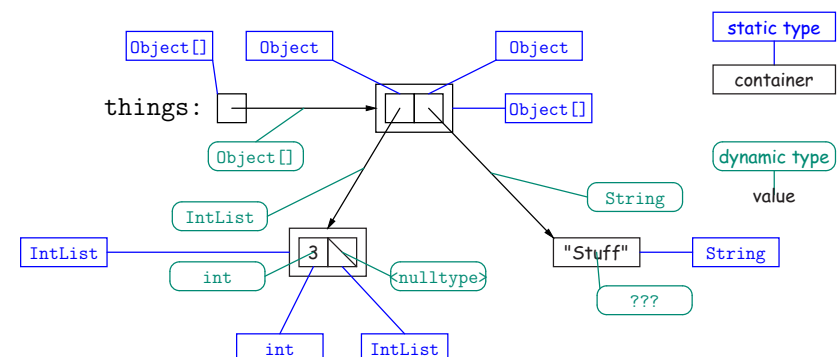 static type
Object[]
Object
Object
container
things:
Object[]
Object[]
dynamic type
value
String
IntList
IntList
3
"Stuff"
String
int
<nulltype>
???
int
IntList